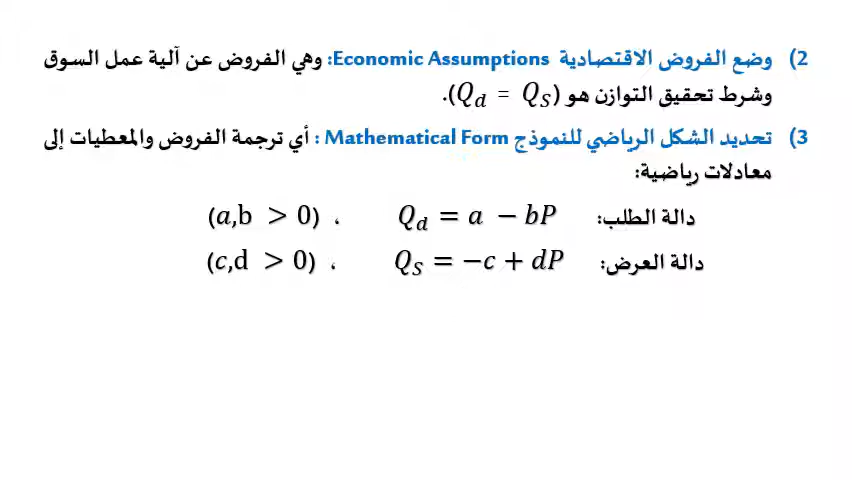 2) وضع الفروض الاقتصادية Economic Assumptions: وهي الفروض عن آلية عمل السوق
وشرط تحقيق التوازن هو (Q_d = Q_S).
3) تحديد الشكل الرياضي للنموذج Mathematical Form : أي ترجمة الفروض والمعطيات إلى
معادلات رياضية:
دالة الطلب: Q_d = a − bP ، (a,b > 0)
دالة العرض: Q_S = −c + dP ، (c,d > 0)